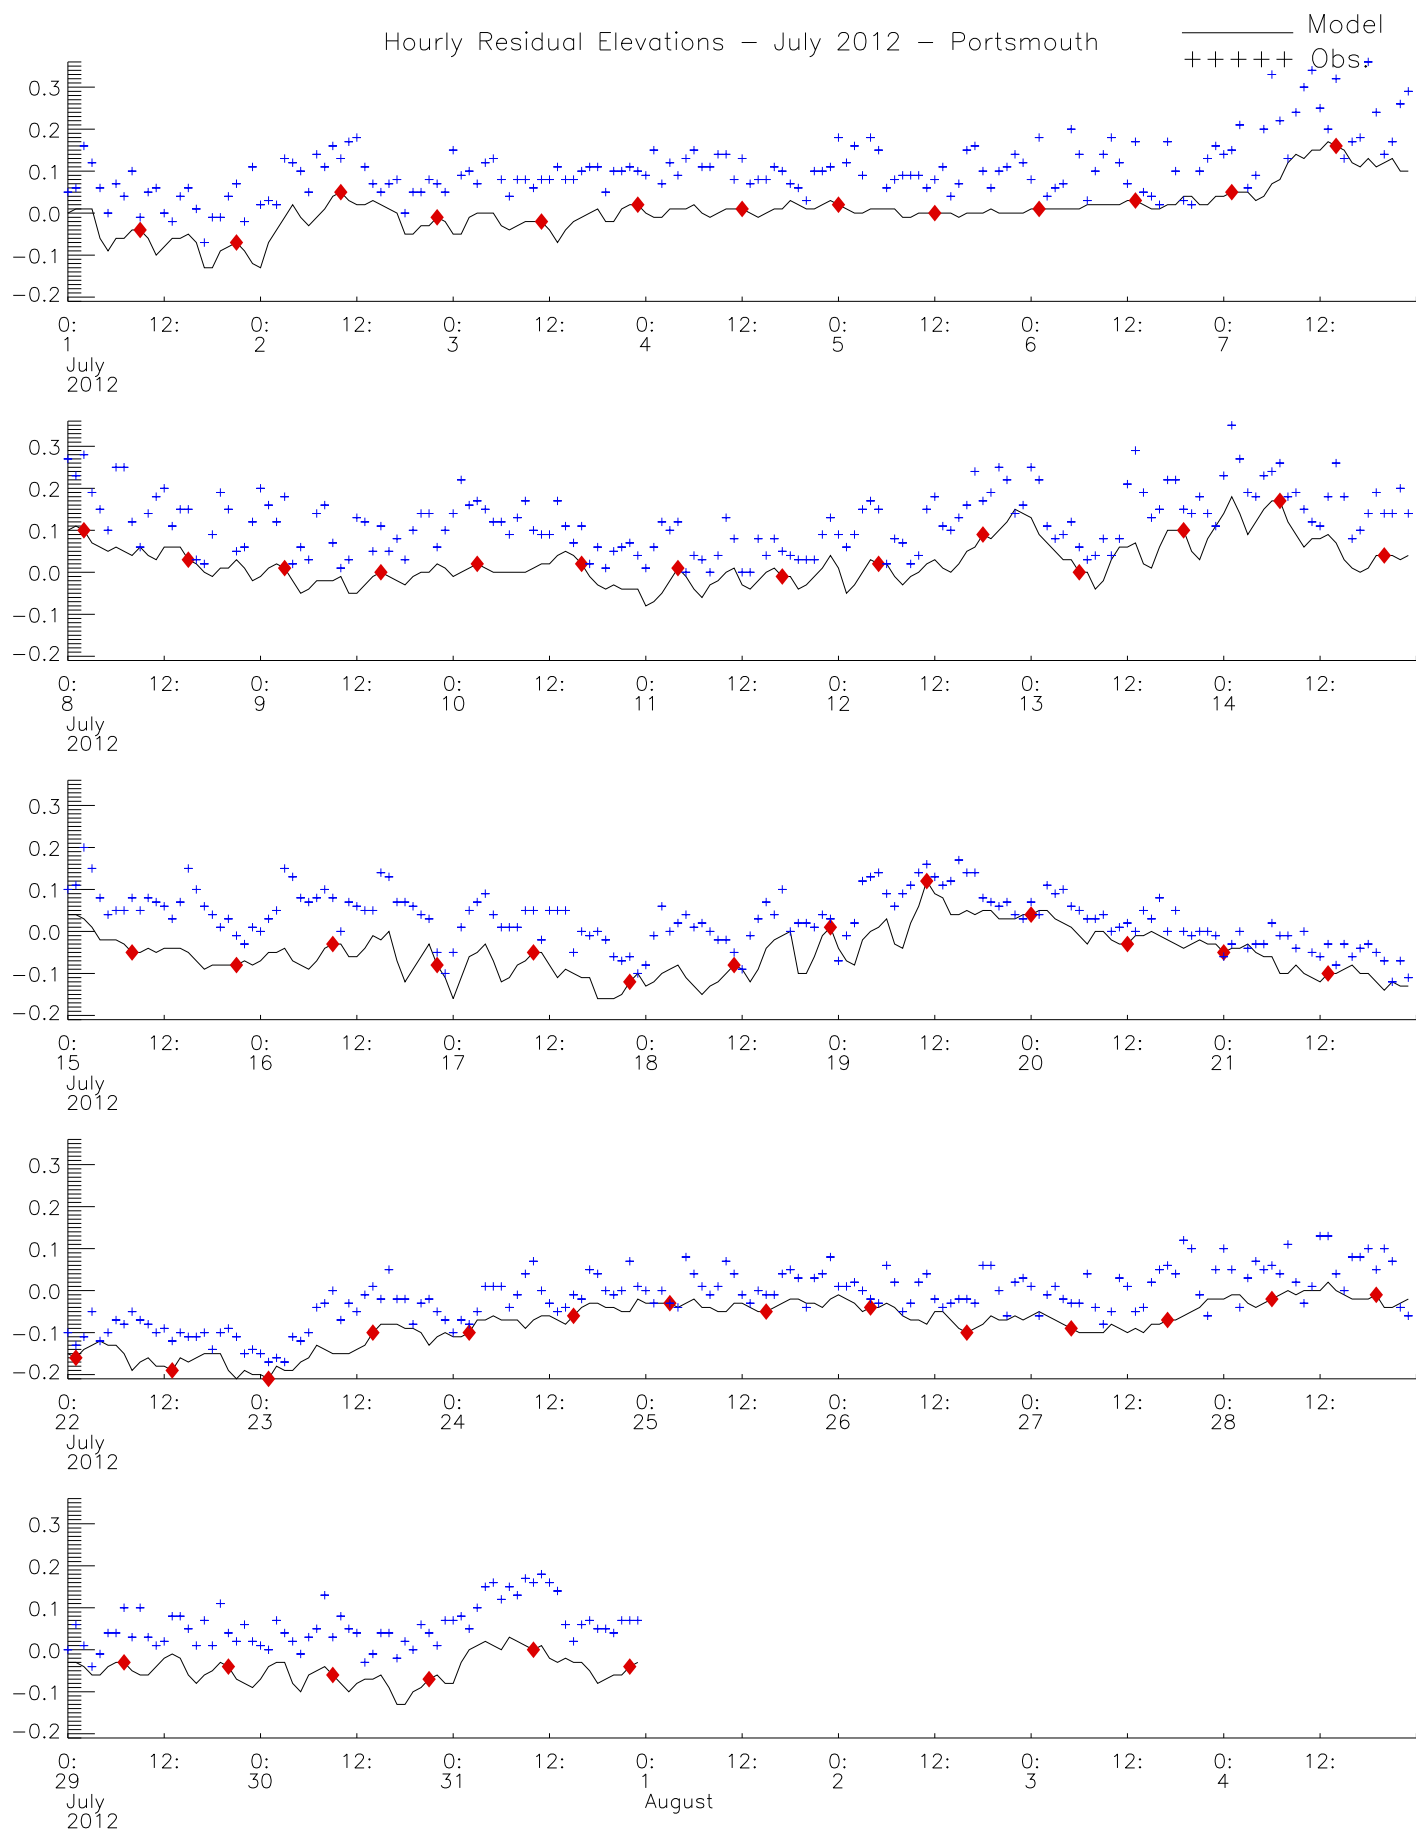 Hourly Residual Elevations − July 2012 − Portsmouth
Model
+++++ Obs.
0.3
0.2
0.1
0.0
−0.1
−0.2
0: 12: 0: 12: 0: 12: 0: 12: 0: 12: 0: 12: 0: 12:
1 2 3 4 5 6 7
July
2012
0.3
0.2
0.1
0.0
−0.1
−0.2
0: 12: 0: 12: 0: 12: 0: 12: 0: 12: 0: 12: 0: 12:
8 9 10 11 12 13 14
July
2012
0.3
0.2
0.1
0.0
−0.1
−0.2
0: 12: 0: 12: 0: 12: 0: 12: 0: 12: 0: 12: 0: 12:
15 16 17 18 19 20 21
July
2012
0.3
0.2
0.1
0.0
−0.1
−0.2
0: 12: 0: 12: 0: 12: 0: 12: 0: 12: 0: 12: 0: 12:
22 23 24 25 26 27 28
July
2012
0.3
0.2
0.1
0.0
−0.1
−0.2
0: 12: 0: 12: 0: 12: 0: 12: 0: 12: 0: 12: 0: 12:
29 30 31 1 2 3 4
July August
2012